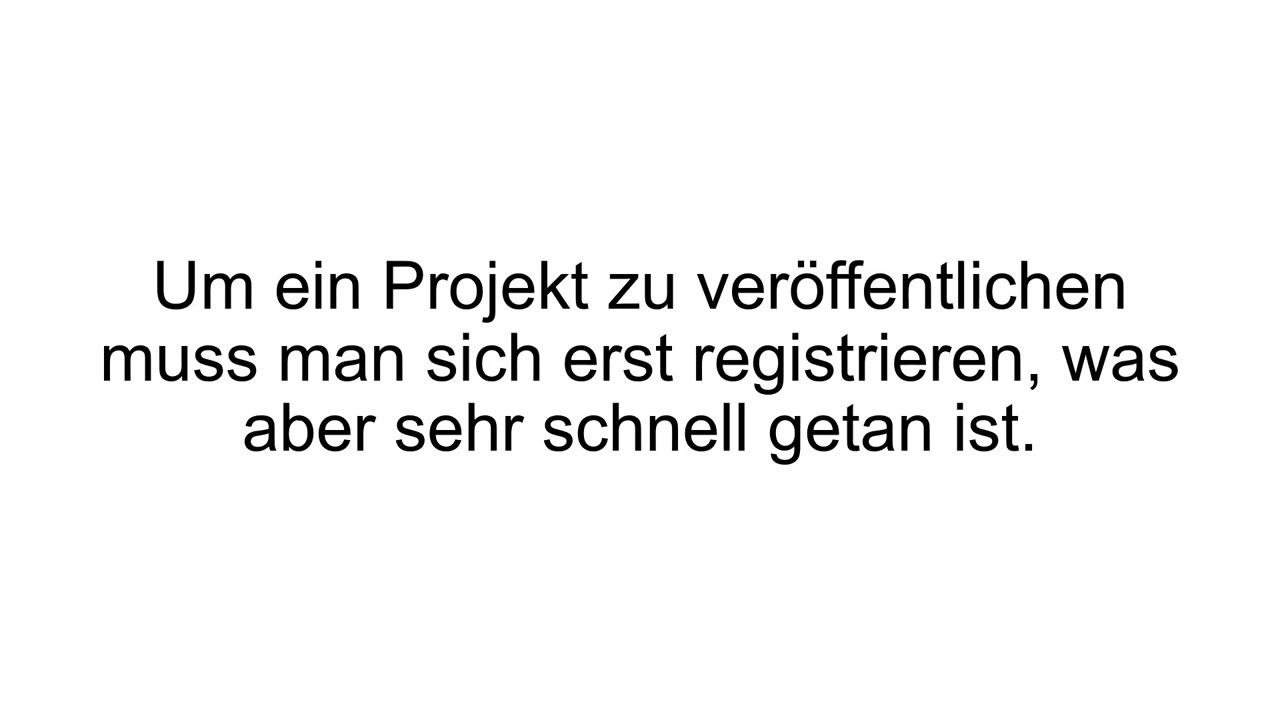 Um ein Projekt zu veröffentlichen
muss man sich erst registrieren, was
aber sehr schnell getan ist.